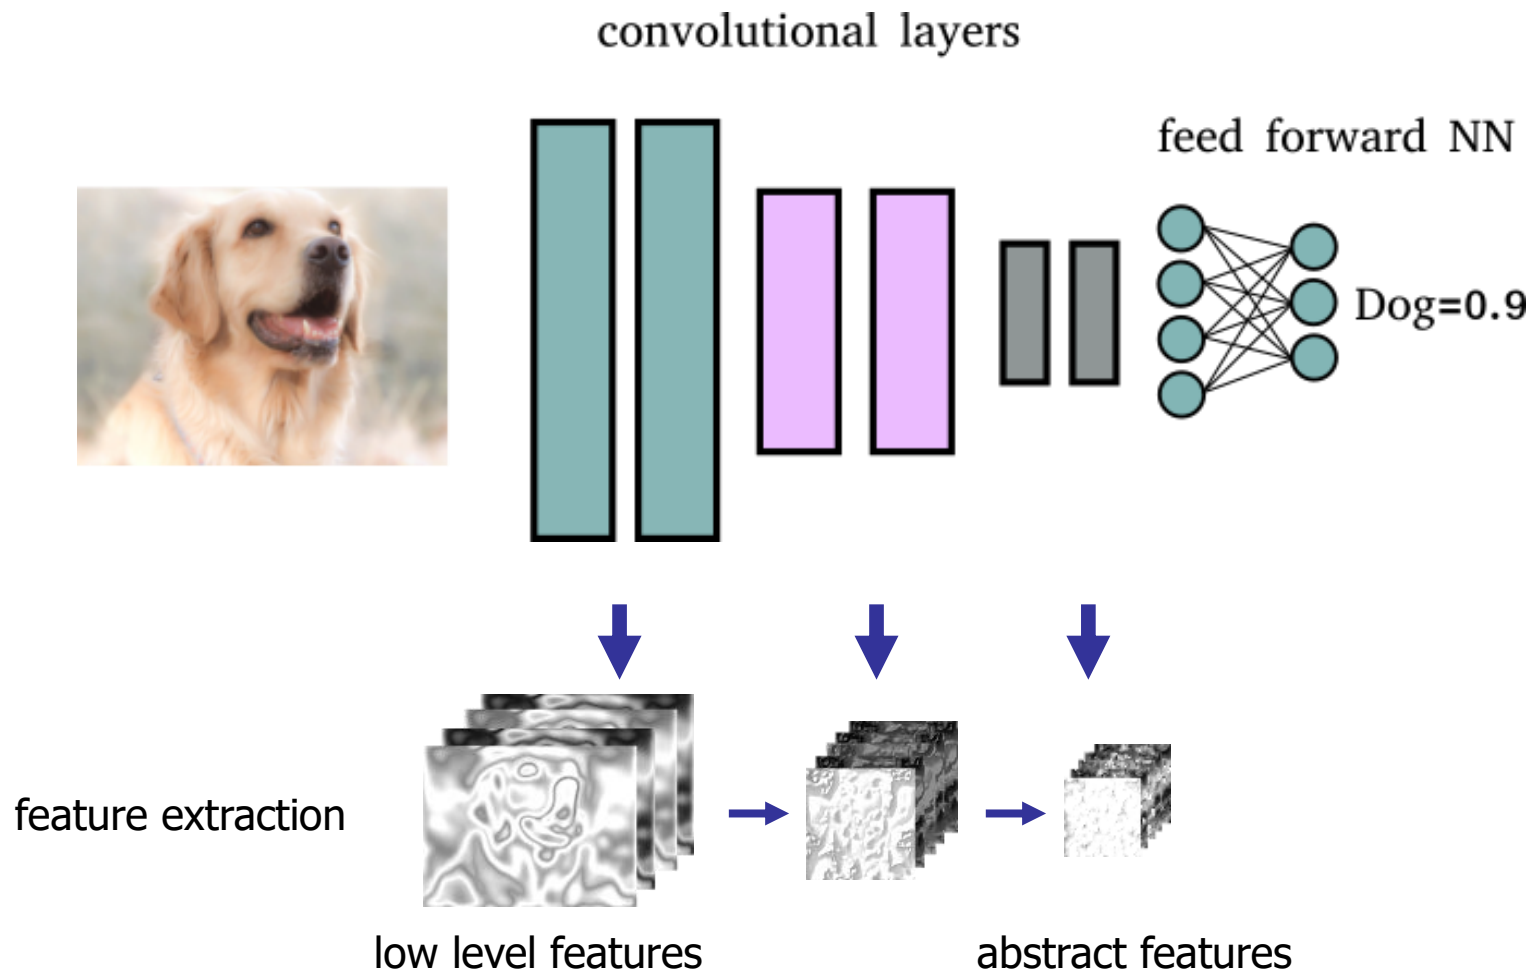 convolutional layers
feed forward NN
Dog=0.9
feature extraction
low level features
abstract features